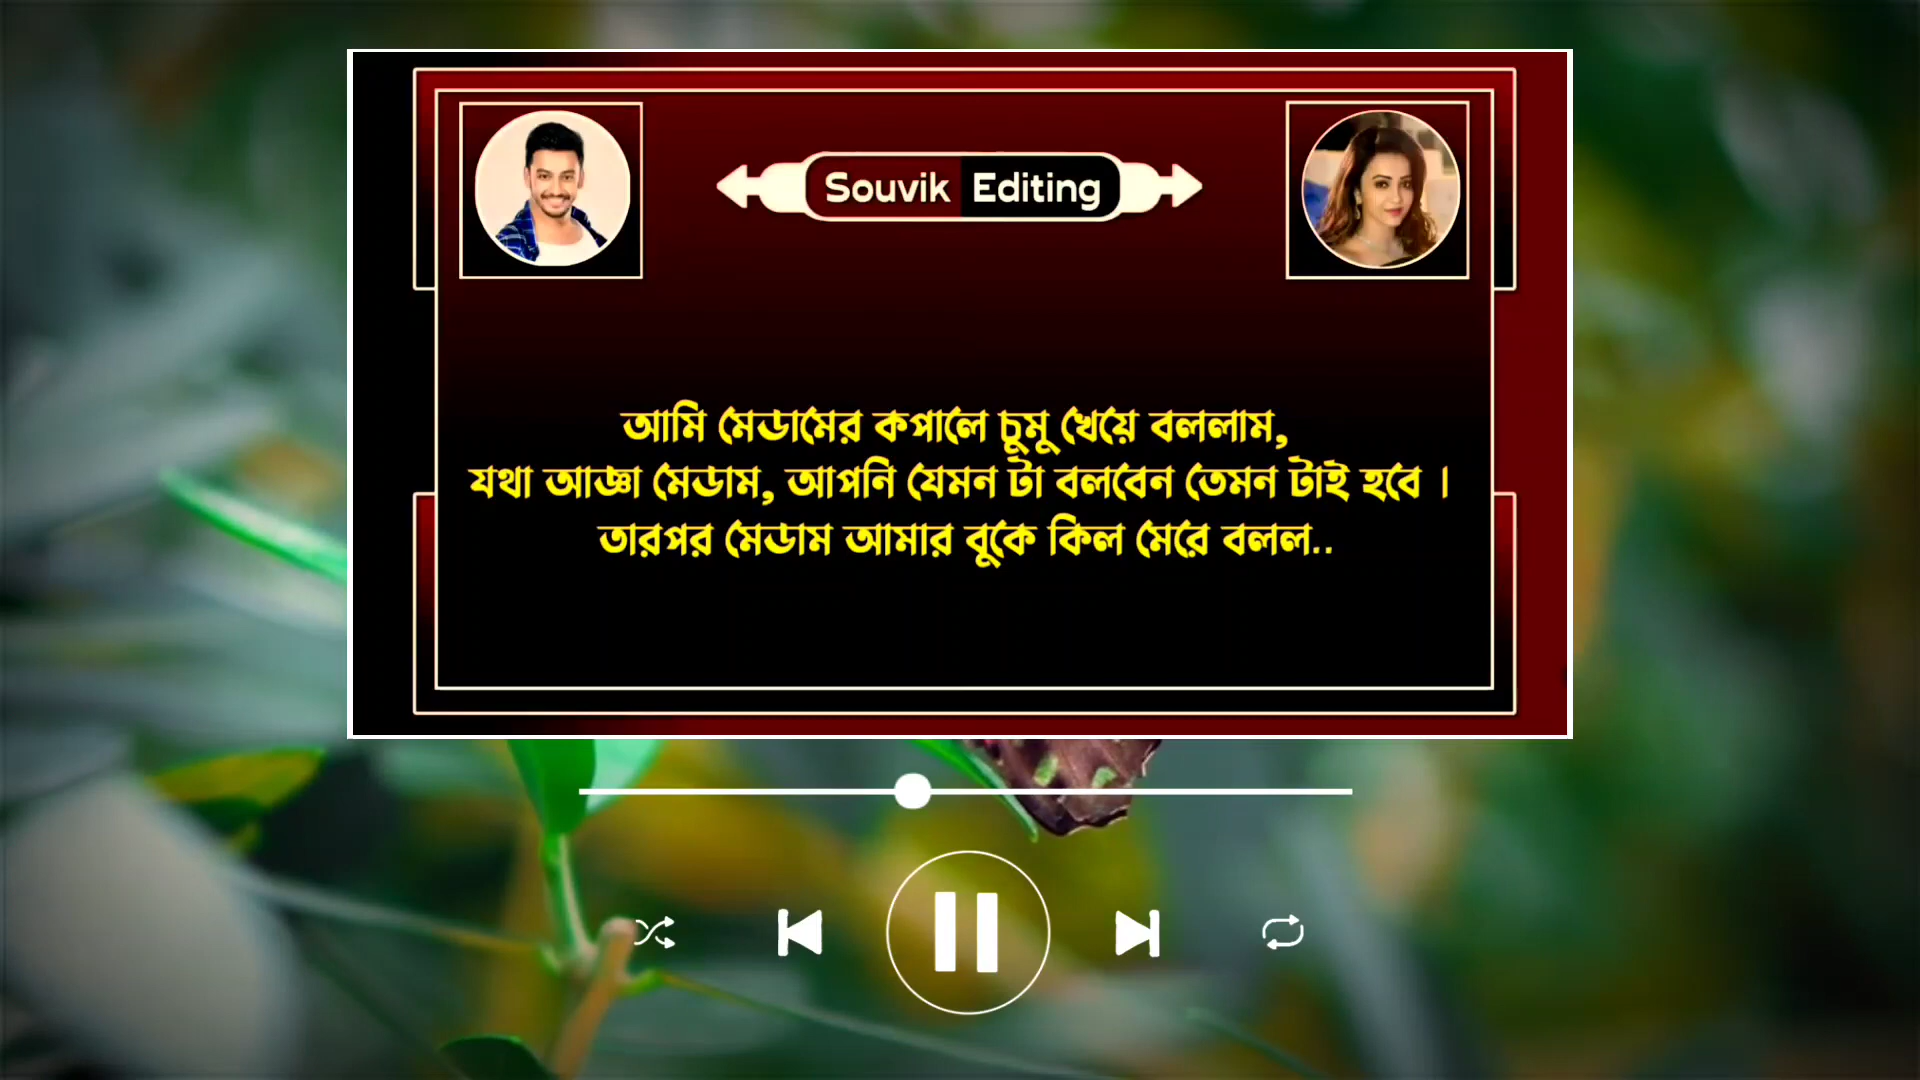 Souvik Editing
আমি মেডামের কপালে চুমু খেয়ে বললাম,
যথা আজ্ঞা মেডাম, আপনি যেমন টা বলবেন তেমন টাই হবে ।
তারপর মেডাম আমার বুকে কিল মেরে বলল..